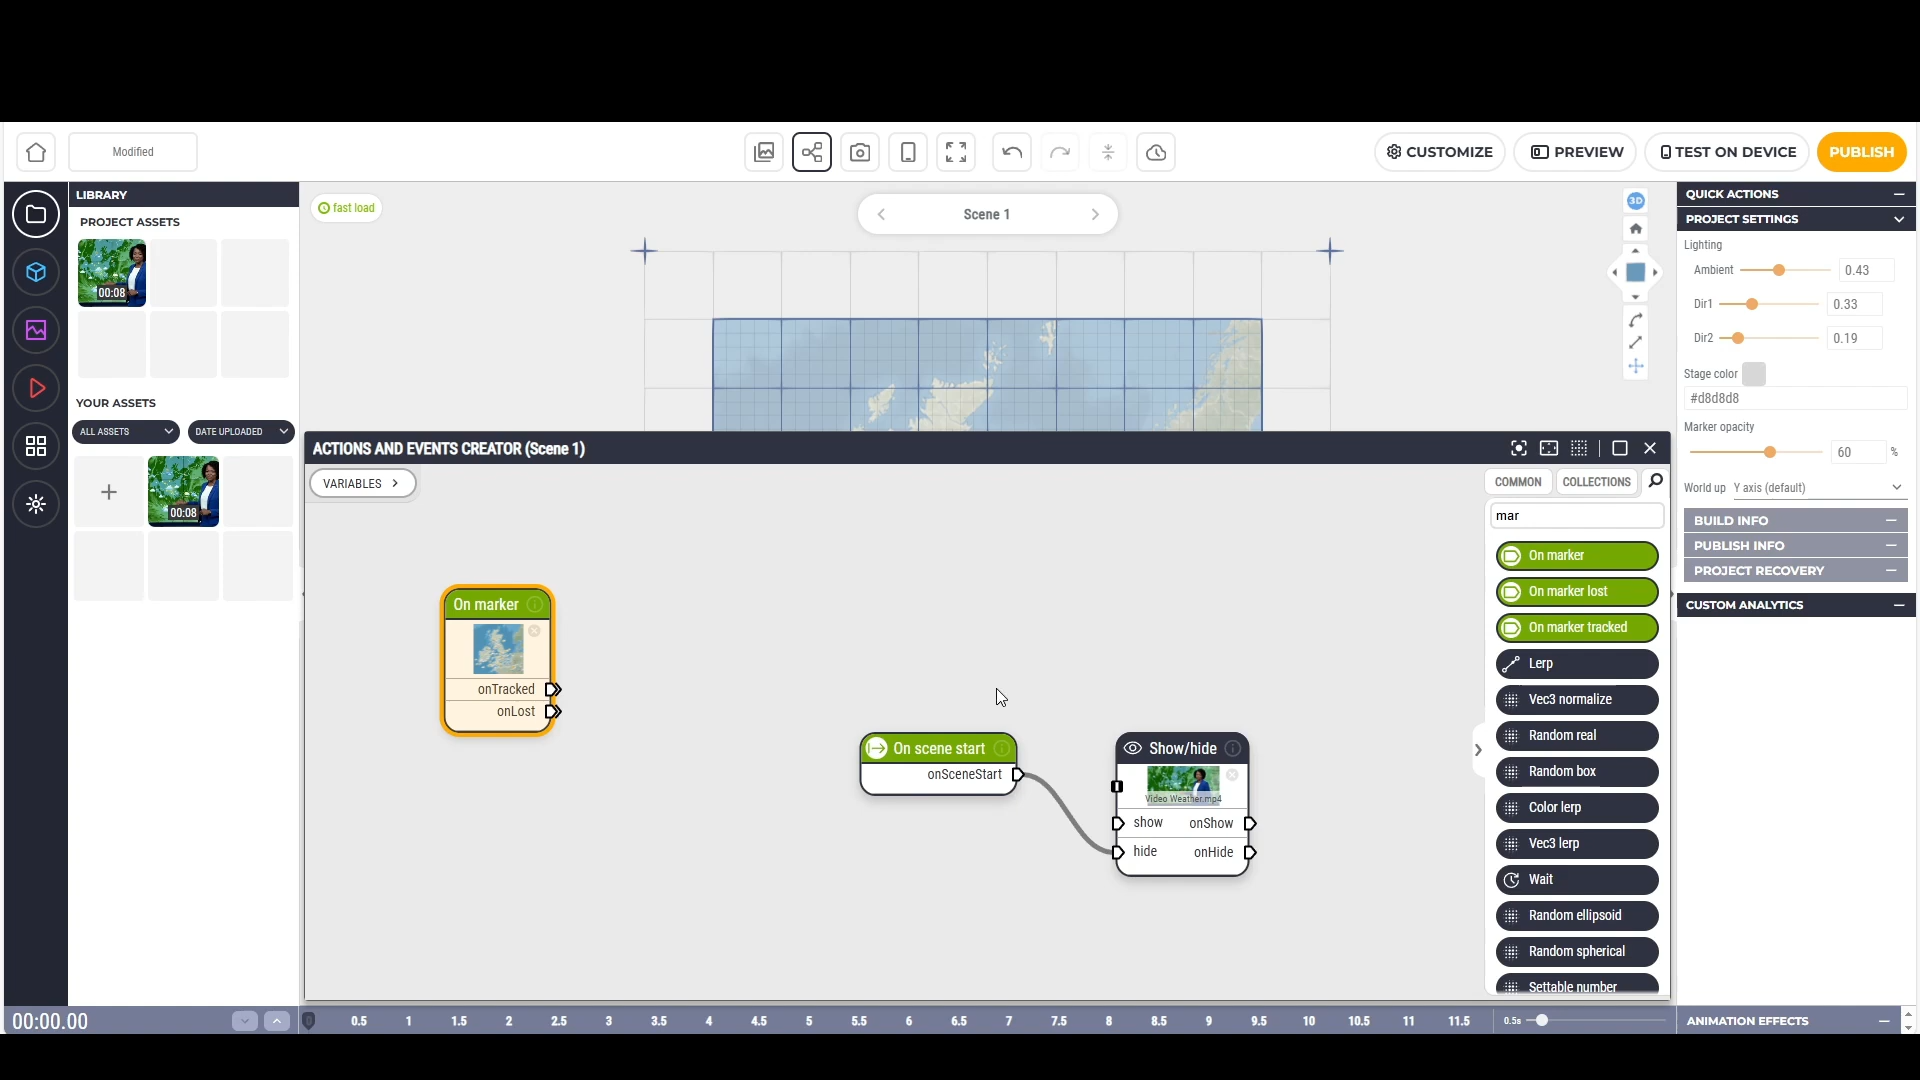 Modified
CUSTOMIZE
PREVIEW
TEST ON DEVICE
PUBLISH
LIBRARY
PROJECT ASSETS
00:08
YOUR ASSETS
ALL ASSETS
DATE UPLOADED
00:08
fast load
Scene 1
3D
ACTIONS AND EVENTS CREATOR (Scene 1)
VARIABLES
On marker
onTracked
onLost
On scene start
onSceneStart
Show/hide
Video Weather.mp4
show onShow
hide onHide
COMMON
COLLECTIONS
mar
On marker
On marker lost
On marker tracked
Lerp
Vec3 normalize
Random real
Random box
Color lerp
Vec3 lerp
Wait
Random ellipsoid
Random spherical
Settable number
QUICK ACTIONS
PROJECT SETTINGS
Lighting
Ambient 0.43
Dir1 0.33
Dir2 0.19
Stage color
#d8d8d8
Marker opacity
60 %
World up Y axis (default)
BUILD INFO
PUBLISH INFO
PROJECT RECOVERY
CUSTOM ANALYTICS
00:00.00
0 0.5 1 1.5 2 2.5 3 3.5 4 4.5 5 5.5 6 6.5 7 7.5 8 8.5 9 9.5 10 10.5 11 11.5
0.5s
ANIMATION EFFECTS